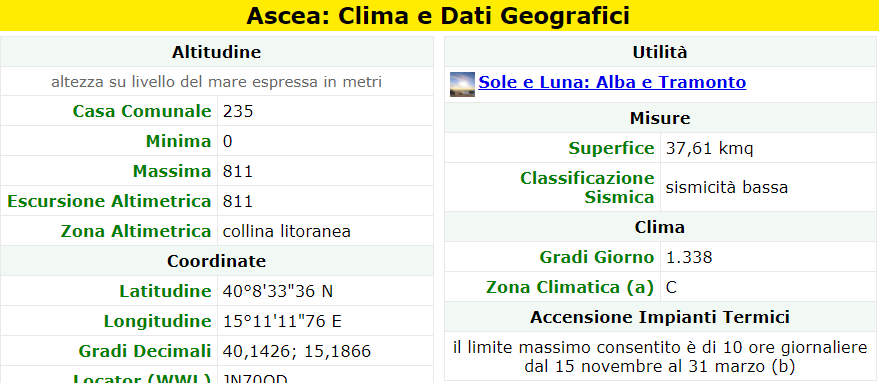 Ascea: Clima e Dati Geografici
Altitudine
altezza su livello del mare espressa in metri
Casa Comunale 235
Minima 0
Massima 811
Escursione Altimetrica 811
Zona Altimetrica collina litoranea
Coordinate
Latitudine 40°8'33"36 N
Longitudine 15°11'11"76 E
Gradi Decimali 40,1426; 15,1866
Locator (WWL) JN70OD
Utilità
Sole e Luna: Alba e Tramonto
Misure
Superfice 37,61 kmq
Classificazione
Sismica sismicità bassa
Clima
Gradi Giorno 1.338
Zona Climatica (a) C
Accensione Impianti Termici
il limite massimo consentito è di 10 ore giornaliere
dal 15 novembre al 31 marzo (b)